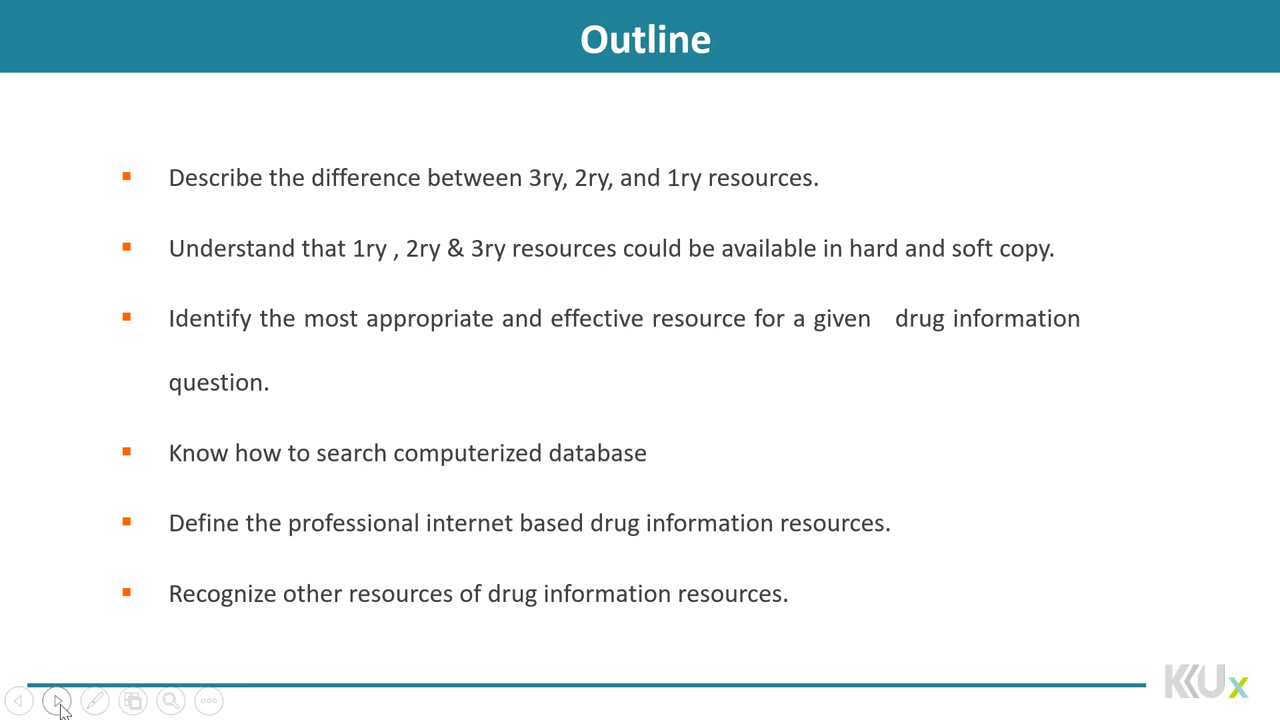 Outline
Describe the difference between 3ry, 2ry, and 1ry resources.
Understand that 1ry , 2ry & 3ry resources could be available in hard and soft copy.
Identify the most appropriate and effective resource for a given drug information
question.
Know how to search computerized database
Define the professional internet based drug information resources.
Recognize other resources of drug information resources.
KKUx